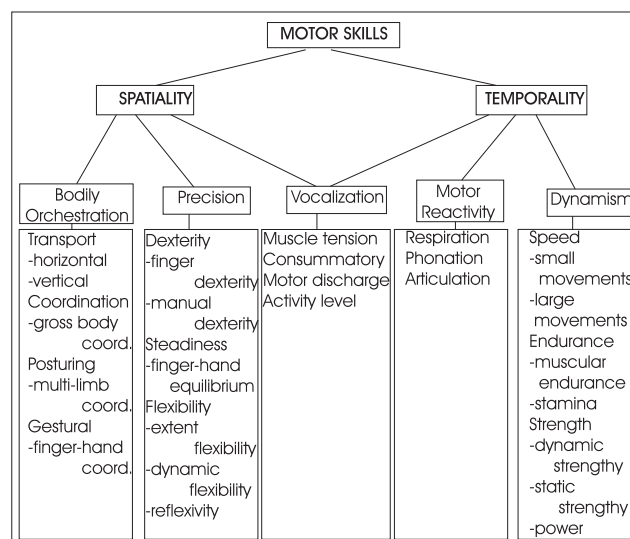 MOTOR SKILLS
SPATIALITY
TEMPORALITY
Bodily
Orchestration
Precision
Vocalization
Motor
Reactivity
Dynamism
Transport
-horizontal
-vertical
Coordination
-gross body
coord.
Posturing
-multi-limb
coord.
Gestural
-finger-hand
coord.
Dexterity
-finger
dexterity
-manual
dexterity
Steadiness
-finger-hand
equilibrium
Flexibility
-extent
flexibility
-dynamic
flexibility
-reflexivity
Muscle tension
Consummatory
Motor discharge
Activity level
Respiration
Phonation
Articulation
Speed
-small
movements
-large
movements
Endurance
-muscular
endurance
-stamina
Strength
-dynamic
strengthy
-static
strengthy
-power